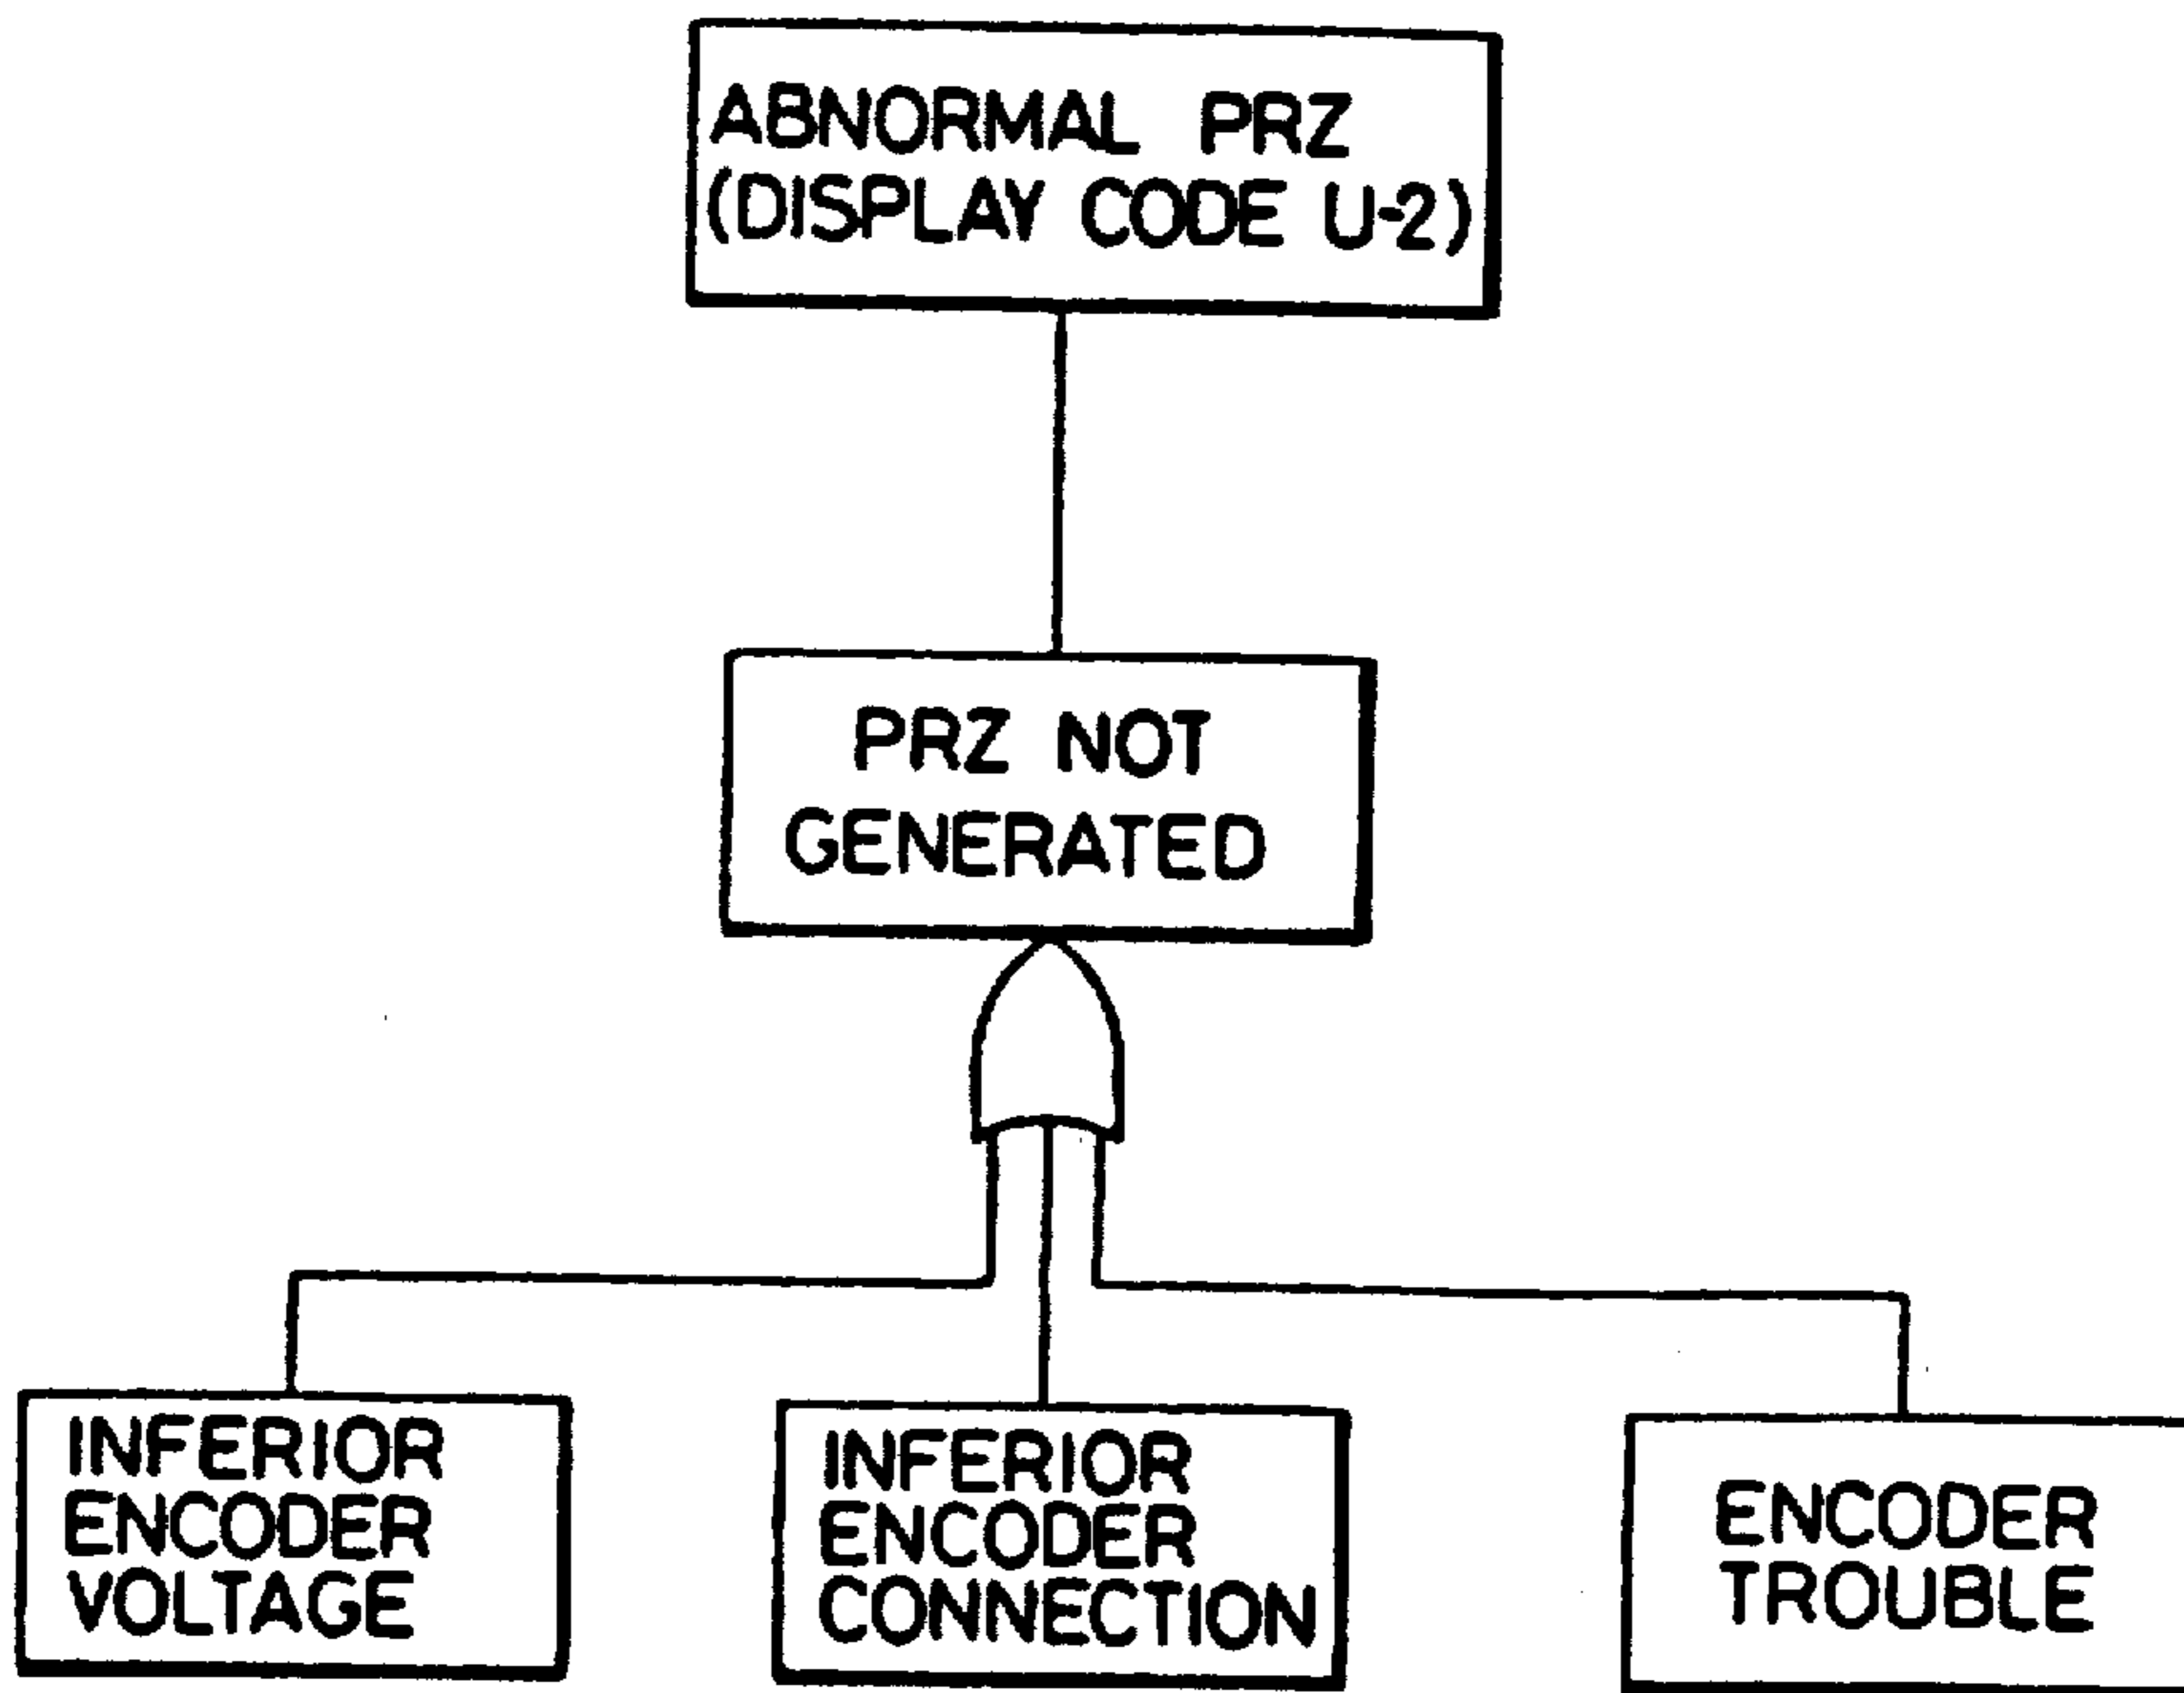 ABNORMAL PRZ
(DISPLAY CODE U-2)
PRZ NOT
GENERATED
INFERIOR
ENCODER
VOLTAGE
INFERIOR
ENCODER
CONNECTION
ENCODER
TROUBLE